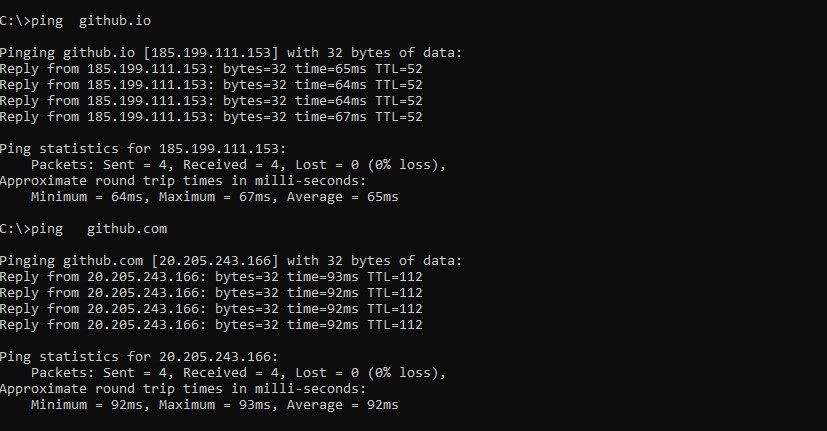 C:\>ping  github.io
Pinging github.io [185.199.111.153] with 32 bytes of data:
Reply from 185.199.111.153: bytes=32 time=65ms TTL=52
Reply from 185.199.111.153: bytes=32 time=64ms TTL=52
Reply from 185.199.111.153: bytes=32 time=64ms TTL=52
Reply from 185.199.111.153: bytes=32 time=67ms TTL=52
Ping statistics for 185.199.111.153:
    Packets: Sent = 4, Received = 4, Lost = 0 (0% loss),
Approximate round trip times in milli-seconds:
    Minimum = 64ms, Maximum = 67ms, Average = 65ms
C:\>ping   github.com
Pinging github.com [20.205.243.166] with 32 bytes of data:
Reply from 20.205.243.166: bytes=32 time=93ms TTL=112
Reply from 20.205.243.166: bytes=32 time=92ms TTL=112
Reply from 20.205.243.166: bytes=32 time=92ms TTL=112
Reply from 20.205.243.166: bytes=32 time=92ms TTL=112
Ping statistics for 20.205.243.166:
    Packets: Sent = 4, Received = 4, Lost = 0 (0% loss),
Approximate round trip times in milli-seconds:
    Minimum = 92ms, Maximum = 93ms, Average = 92ms